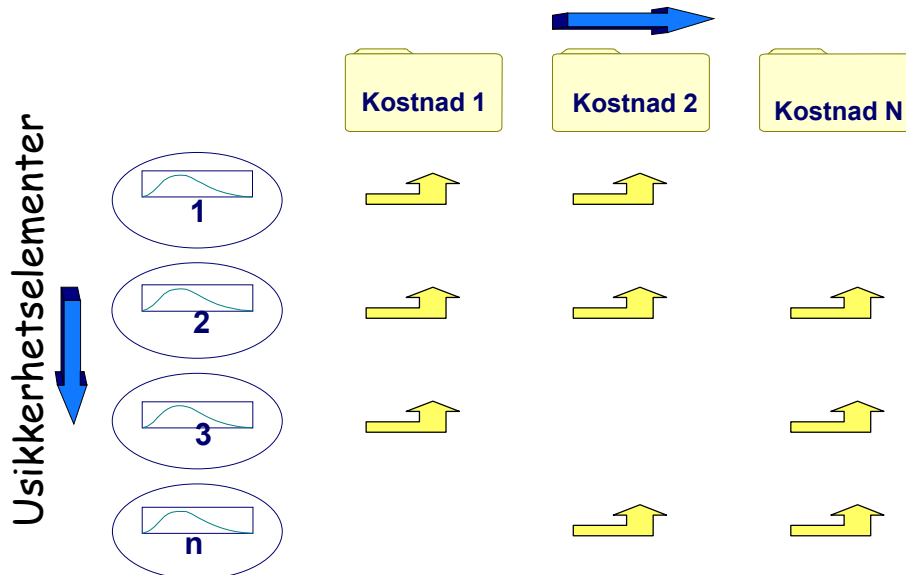 Kostnad 1
Kostnad 2
Kostnad N
Usikkerhetselementer
1
2
3
n